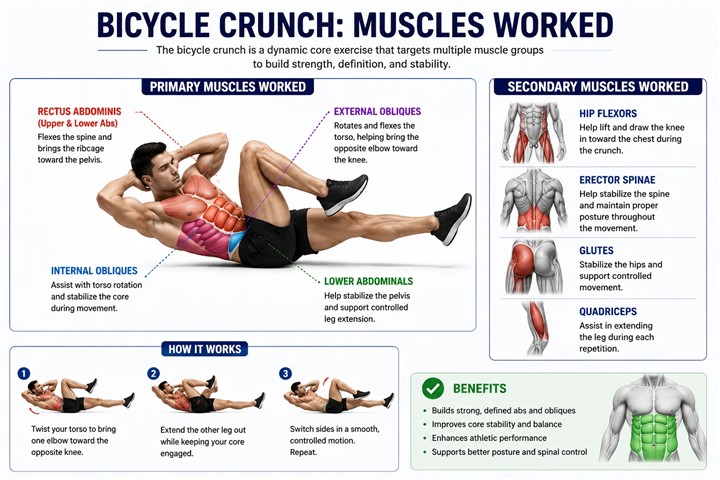 BICYCLE CRUNCH: MUSCLES WORKED
The bicycle crunch is a dynamic core exercise that targets multiple muscle groups
to build strength, definition, and stability.
PRIMARY MUSCLES WORKED
RECTUS ABDOMINIS
(Upper & Lower Abs)
Flexes the spine and
brings the ribcage
toward the pelvis.
EXTERNAL OBLIQUES
Rotates and flexes the
torso, helping bring the
opposite elbow toward
the knee.
INTERNAL OBLIQUES
Assist with torso rotation
and stabilize the core
during movement.
LOWER ABDOMINALS
Help stabilize the pelvis
and support controlled
leg extension.
SECONDARY MUSCLES WORKED
HIP FLEXORS
Help lift and draw the knee
in toward the chest during
the crunch.
ERECTOR SPINAE
Help stabilize the spine
and maintain proper
posture throughout
the movement.
GLUTES
Stabilize the hips and
support controlled
movement.
QUADRICEPS
Assist in extending
the leg during each
repetition.
HOW IT WORKS
1
Twist your torso to bring
one elbow toward the
opposite knee.
2
Extend the other leg out
while keeping your core
engaged.
3
Switch sides in a smooth,
controlled motion.
Repeat.
BENEFITS
• Builds strong, defined abs and obliques
• Improves core stability and balance
• Enhances athletic performance
• Supports better posture and spinal control